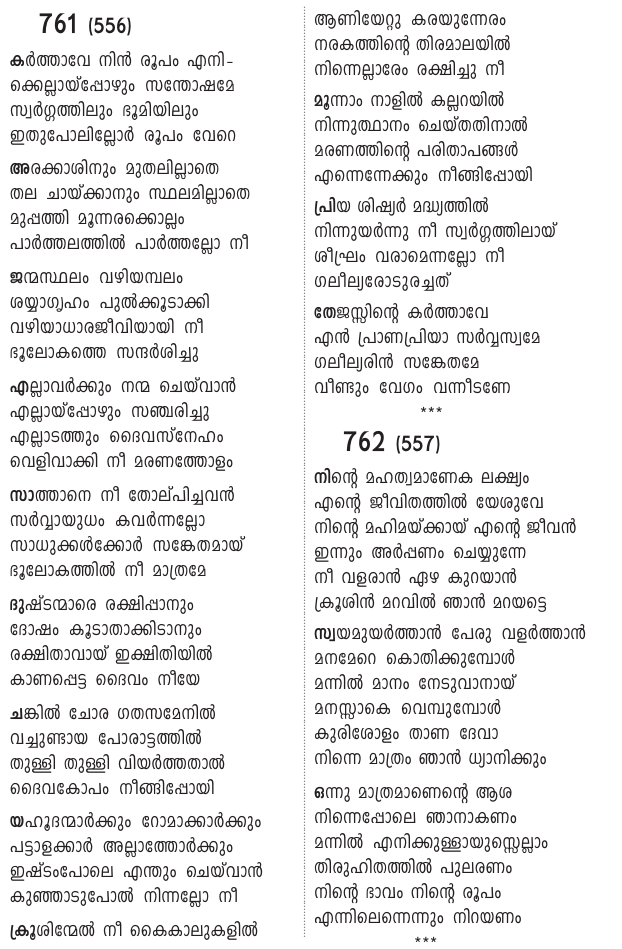 761 (556)
കർത്താവേ നിൻ രൂപം എനി-
ക്കെല്ലായ്പ്പോഴും സന്തോഷമേ
സ്വർഗ്ഗത്തിലും ഭൂമിയിലും
ഇതുപോലില്ലോർ രൂപം വേറെ
അരക്കാശിനും മുതലില്ലാതെ
തല ചായ്ക്കാനും സ്ഥലമില്ലാതെ
മുപ്പത്തി മൂന്നരക്കൊല്ലം
പാർത്തലത്തിൽ പാർത്തല്ലോ നീ
ജന്മസ്ഥലം വഴിയമ്പലം
ശയ്യാഗൃഹം പുൽക്കൂടാക്കി
വഴിയാധാരജീവിയായി നീ
ഭൂലോകത്തെ സന്ദർശിച്ചു
എല്ലാവർക്കും നന്മ ചെയ്‌വാൻ
എല്ലായ്പ്പോഴും സഞ്ചരിച്ചു
എല്ലാടത്തും ദൈവസ്നേഹം
വെളിവാക്കി നീ മരണത്തോളം
സാത്താനെ നീ തോല്പിച്ചവൻ
സർവ്വായുധം കവർന്നല്ലോ
സാധുക്കൾക്കോർ സങ്കേതമായ്
ഭൂലോകത്തിൽ നീ മാത്രമേ
ദുഷ്ടന്മാരെ രക്ഷിപ്പാനും
ദോഷം കൂടാതാക്കിടാനും
രക്ഷിതാവായ് ഇക്ഷിതിയിൽ
കാണപ്പെട്ട ദൈവം നീയേ
ചങ്കിൽ ചോര ഗതസമേനിൽ
വച്ചുണ്ടായ പോരാട്ടത്തിൽ
തുള്ളി തുള്ളി വിയർത്തതാൽ
ദൈവകോപം നീങ്ങിപ്പോയി
യഹൂദന്മാർക്കും റോമാക്കാർക്കും
പട്ടാളക്കാർ അല്ലാത്തോർക്കും
ഇഷ്ടംപോലെ എന്തും ചെയ്‌വാൻ
കുഞ്ഞാടുപോൽ നിന്നല്ലോ നീ
ക്രൂശിന്മേൽ നീ കൈകാലുകളിൽ
ആണിയേറ്റു കരയുന്നേരം
നരകത്തിന്റെ തിരമാലയിൽ
നിന്നെല്ലാരേം രക്ഷിച്ചു നീ
മൂന്നാം നാളിൽ കല്ലറയിൽ
നിന്നുത്ഥാനം ചെയ്തതിനാൽ
മരണത്തിന്റെ പരിതാപങ്ങൾ
എന്നെന്നേക്കും നീങ്ങിപ്പോയി
പ്രിയ ശിഷ്യർ മദ്ധ്യത്തിൽ
നിന്നുയർന്നു നീ സ്വർഗ്ഗത്തിലായ്
ശീഘ്രം വരാമെന്നല്ലോ നീ
ഗലീല്യരോടുരച്ചത്
തേജസ്സിന്റെ കർത്താവേ
എൻ പ്രാണപ്രിയാ സർവ്വസ്വമേ
ഗലീല്യരിൻ സങ്കേതമേ
വീണ്ടും വേഗം വന്നീടണേ
***
762 (557)
നിന്റെ മഹത്വമാണേക ലക്ഷ്യം
എന്റെ ജീവിതത്തിൽ യേശുവേ
നിന്റെ മഹിമയ്ക്കായ് എന്റെ ജീവൻ
ഇന്നും അർപ്പണം ചെയ്യുന്നേ
നീ വളരാൻ ഏഴ കുറയാൻ
ക്രൂശിൻ മറവിൽ ഞാൻ മറയട്ടെ
സ്വയമുയർത്താൻ പേരു വളർത്താൻ
മനമേറെ കൊതിക്കുമ്പോൾ
മന്നിൽ മാനം നേടുവാനായ്
മനസ്സാകെ വെമ്പുമ്പോൾ
കുരിശോളം താണ ദേവാ
നിന്നെ മാത്രം ഞാൻ ധ്യാനിക്കും
ഒന്നു മാത്രമാണെന്റെ ആശ
നിന്നെപ്പോലെ ഞാനാകണം
മന്നിൽ എനിക്കുള്ളായുസ്സെല്ലാം
തിരുഹിതത്തിൽ പുലരണം
നിന്റെ ഭാവം നിന്റെ രൂപം
എന്നിലെന്നെന്നും നിറയണം
***